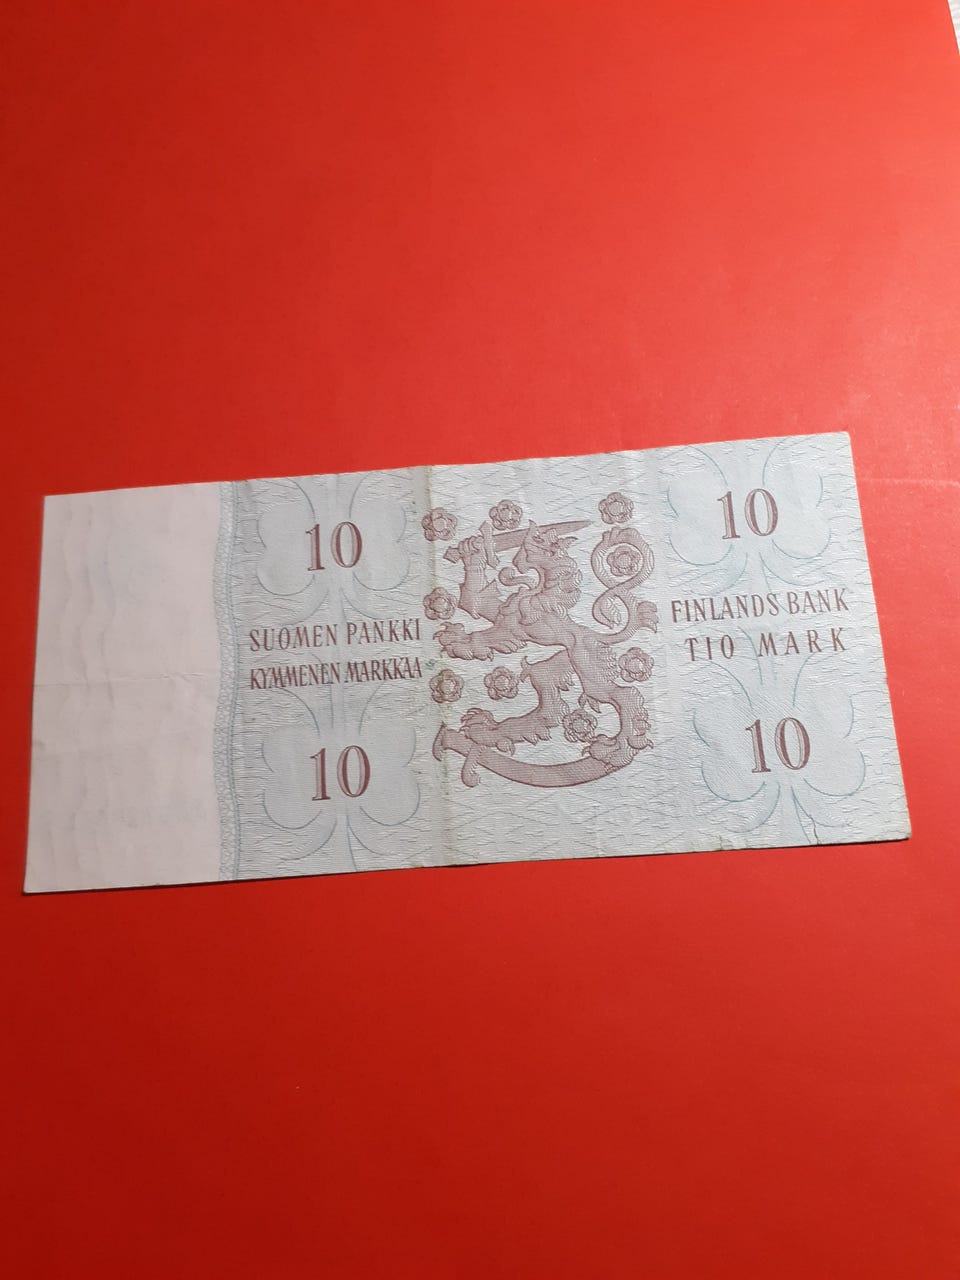 10
SUOMEN PANKKI
KYMMENEN MARKKAA
10
10
FINLANDS BANK
TIO MARK
10